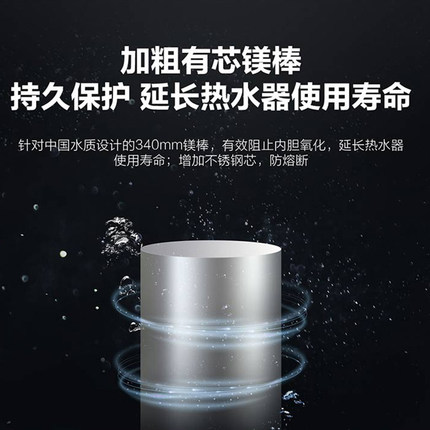 加粗有芯镁棒
持久保护 延长热水器使用寿命
针对中国水质设计的340mm镁棒，有效阻止内胆氧化，延长热水器
使用寿命；增加不锈钢芯，防熔断